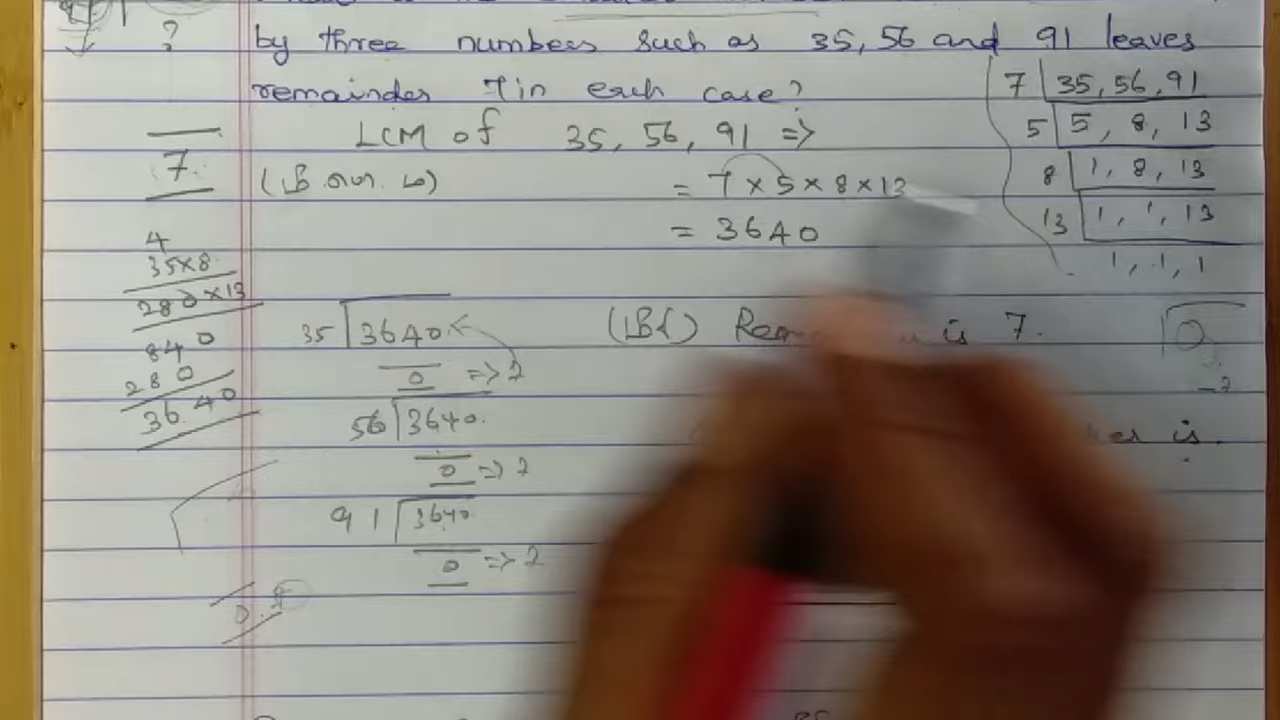 ?
by three numbers such as 35, 56 and 91 leaves
remainder 7 in each case?
LCM of 35, 56, 91 =>
7
= 7 × 5 × 8 × 13
= 3640
7 35, 56, 91
5 5, 8, 13
8 1, 8, 13
13 1, 1, 13
1, 1, 1
4
35×8
280×13
840
280
3640
35 3640
0 => 7
56 3640.
0 => 7
91 3640
0 => 7
is 7.
0
-7
is.